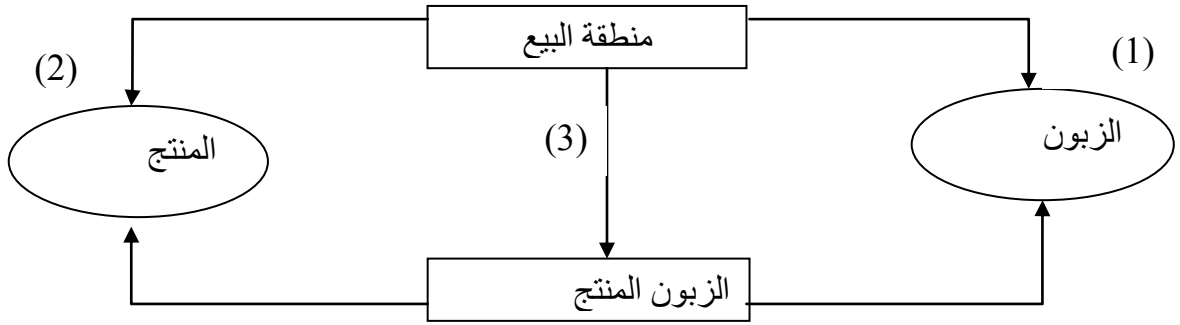 منطقة البيع
(1)
(2)
الزبون
(3)
المنتج
الزبون المنتج